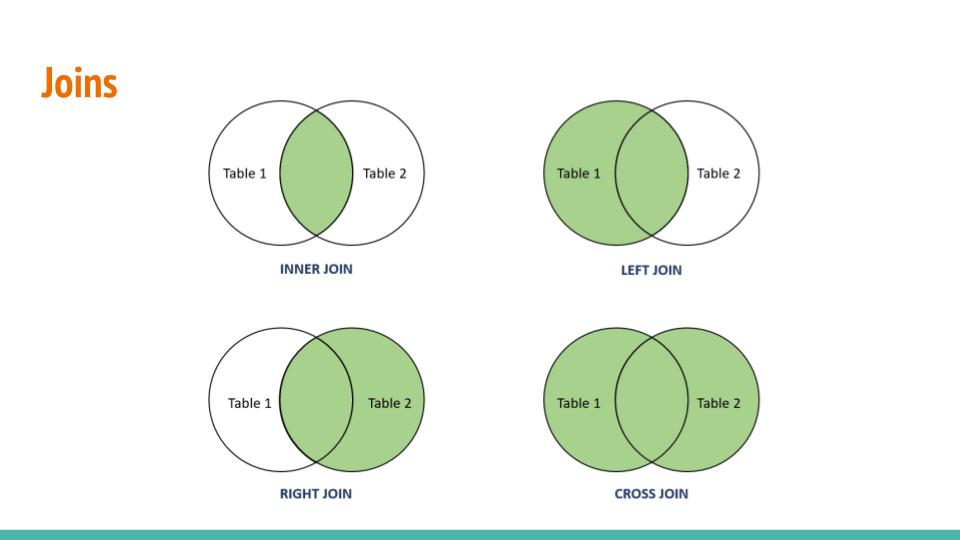 Joins
Table 1
Table 2
INNER JOIN
Table 1
Table 2
LEFT JOIN
Table 1
Table 2
RIGHT JOIN
Table 1
Table 2
CROSS JOIN